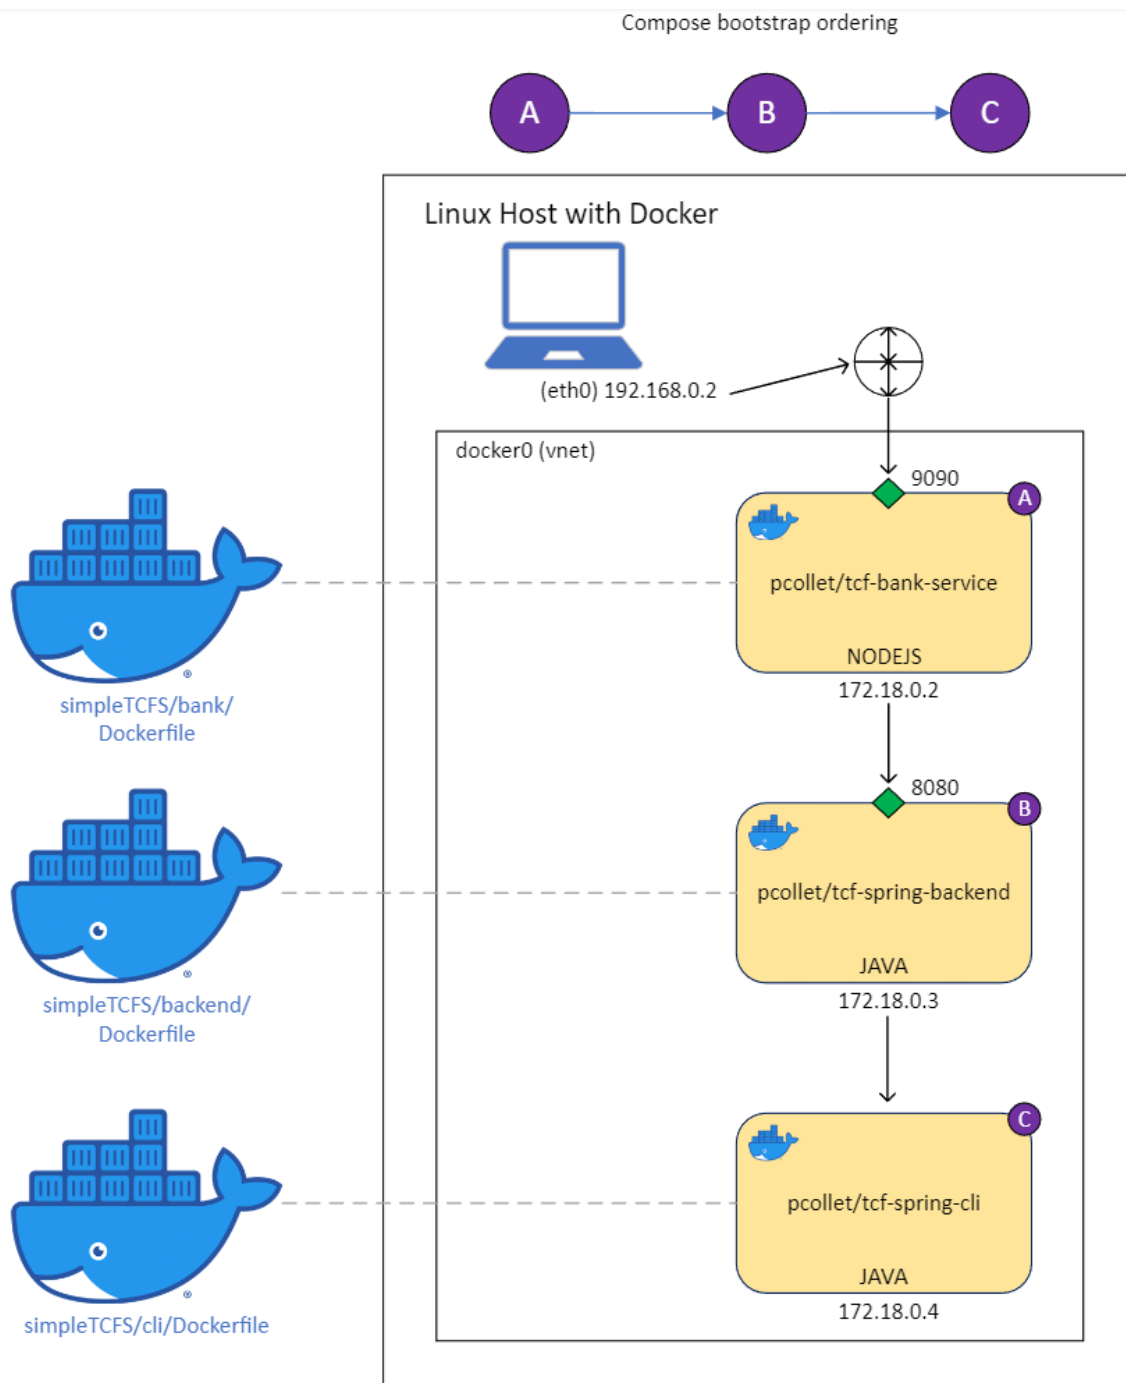 Compose bootstrap ordering
A
B
C
Linux Host with Docker
(eth0) 192.168.0.2
docker0 (vnet)
9090
A
pcollet/tcf-bank-service
NODEJS
172.18.0.2
simpleTCFS/bank/
Dockerfile
8080
B
pcollet/tcf-spring-backend
JAVA
172.18.0.3
simpleTCFS/backend/
Dockerfile
C
pcollet/tcf-spring-cli
JAVA
172.18.0.4
simpleTCFS/cli/Dockerfile